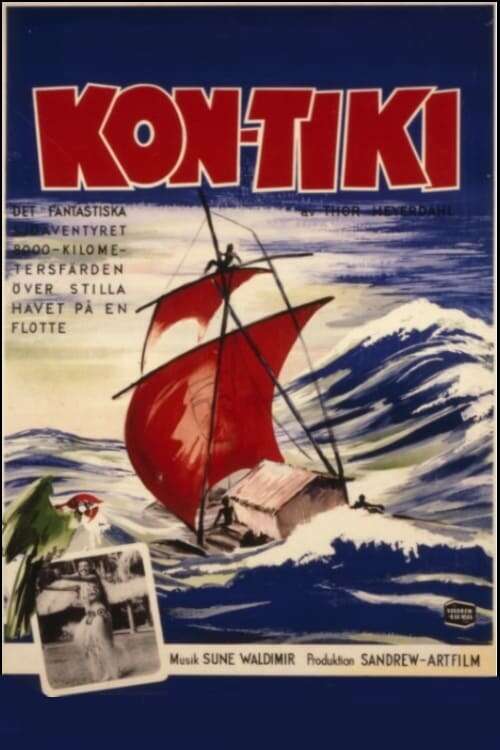 KON-TIKI
av THOR HEYERDAHL
DET FANTASTISKA
SJÖÄVENTYRET
8000-KILOME-
TERSFÄRDEN
ÖVER STILLA
HAVET PÅ EN
FLOTTE
Musik SUNE WALDIMIR Produktion SANDREW-ARTFILM